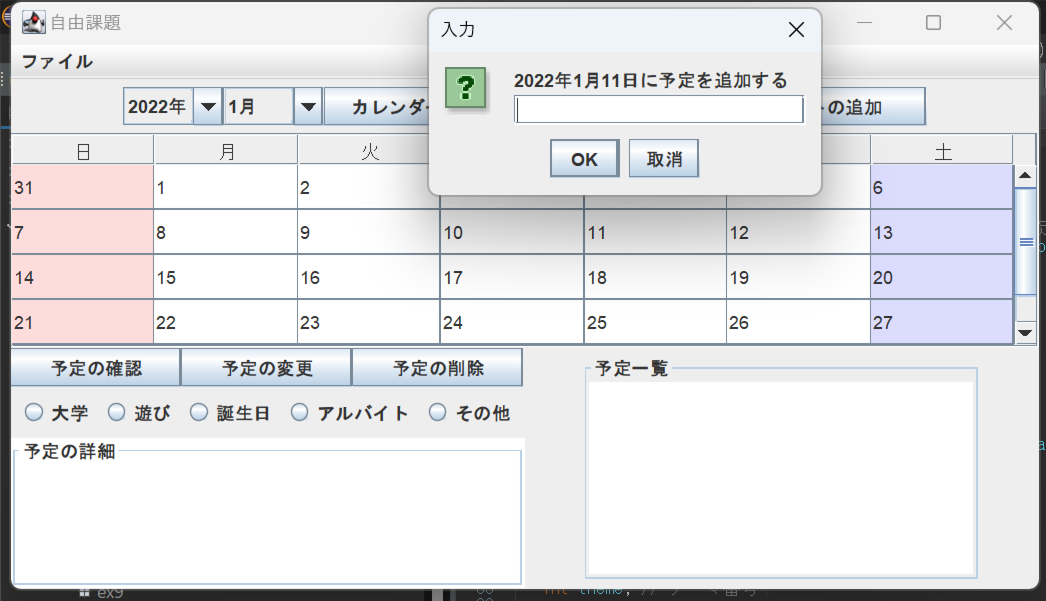 自由課題
入力
ファイル
2022年1月11日に予定を追加する
2022年 1月 カレンダー の追加
OK 取消
日 月 火 土
31 1 2 6
7 8 9 10 11 12 13
14 15 16 17 18 19 20
21 22 23 24 25 26 27
予定の確認 予定の変更 予定の削除
予定一覧
大学 遊び 誕生日 アルバイト その他
予定の詳細
ex9